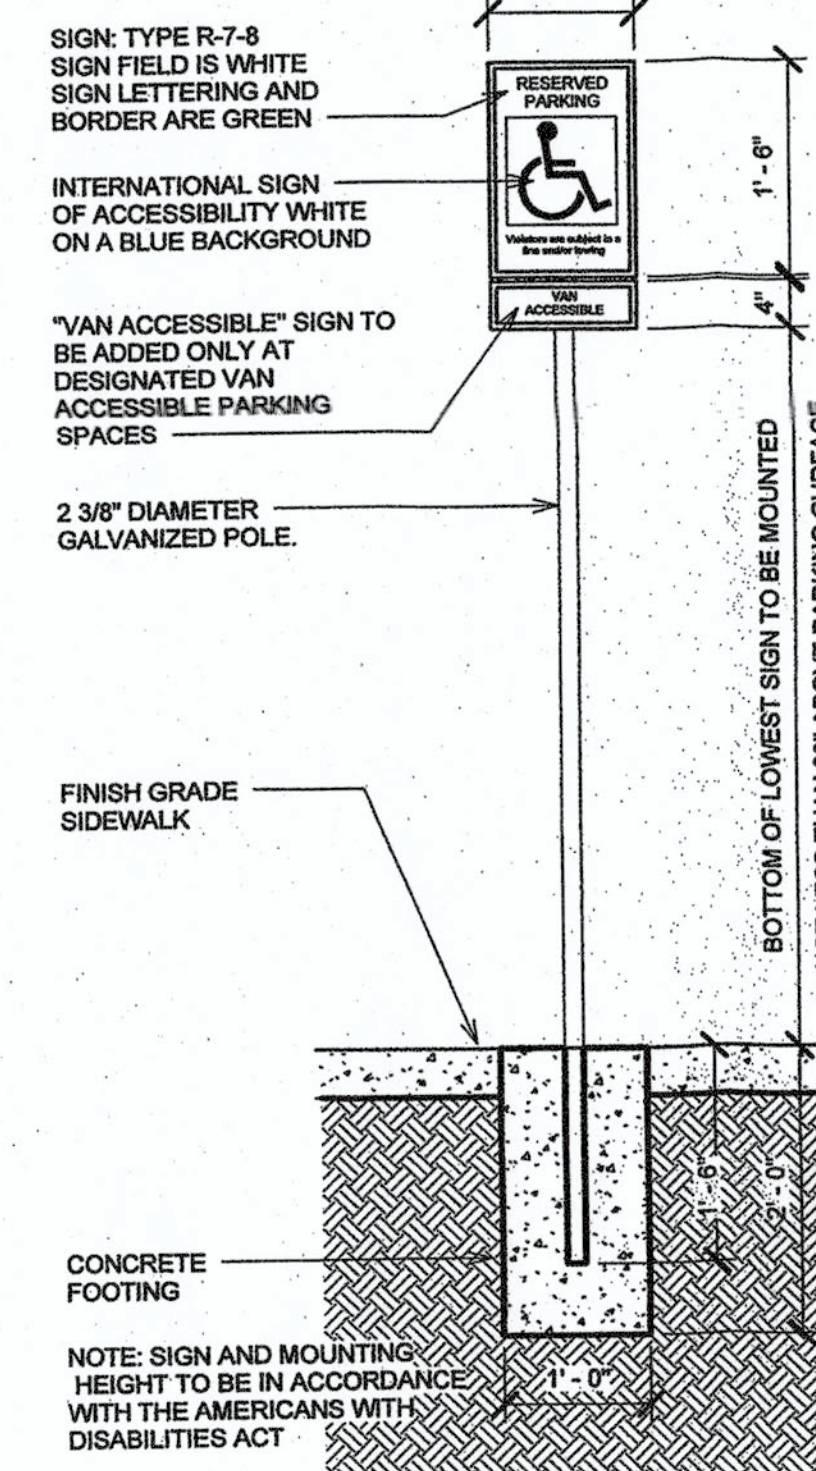 SIGN: TYPE R-7-8
SIGN FIELD IS WHITE
SIGN LETTERING AND
BORDER ARE GREEN
RESERVED
PARKING
1' - 6"
INTERNATIONAL SIGN
OF ACCESSIBILITY WHITE
ON A BLUE BACKGROUND
Violators are subject to a
fine and/or towing
VAN
ACCESSIBLE
4"
"VAN ACCESSIBLE" SIGN TO
BE ADDED ONLY AT
DESIGNATED VAN
ACCESSIBLE PARKING
SPACES
2 3/8" DIAMETER
GALVANIZED POLE.
BOTTOM OF LOWEST SIGN TO BE MOUNTED
FINISH GRADE
SIDEWALK
1' - 6"
2' - 0"
CONCRETE
FOOTING
1' - 0"
NOTE: SIGN AND MOUNTING
HEIGHT TO BE IN ACCORDANCE
WITH THE AMERICANS WITH
DISABILITIES ACT